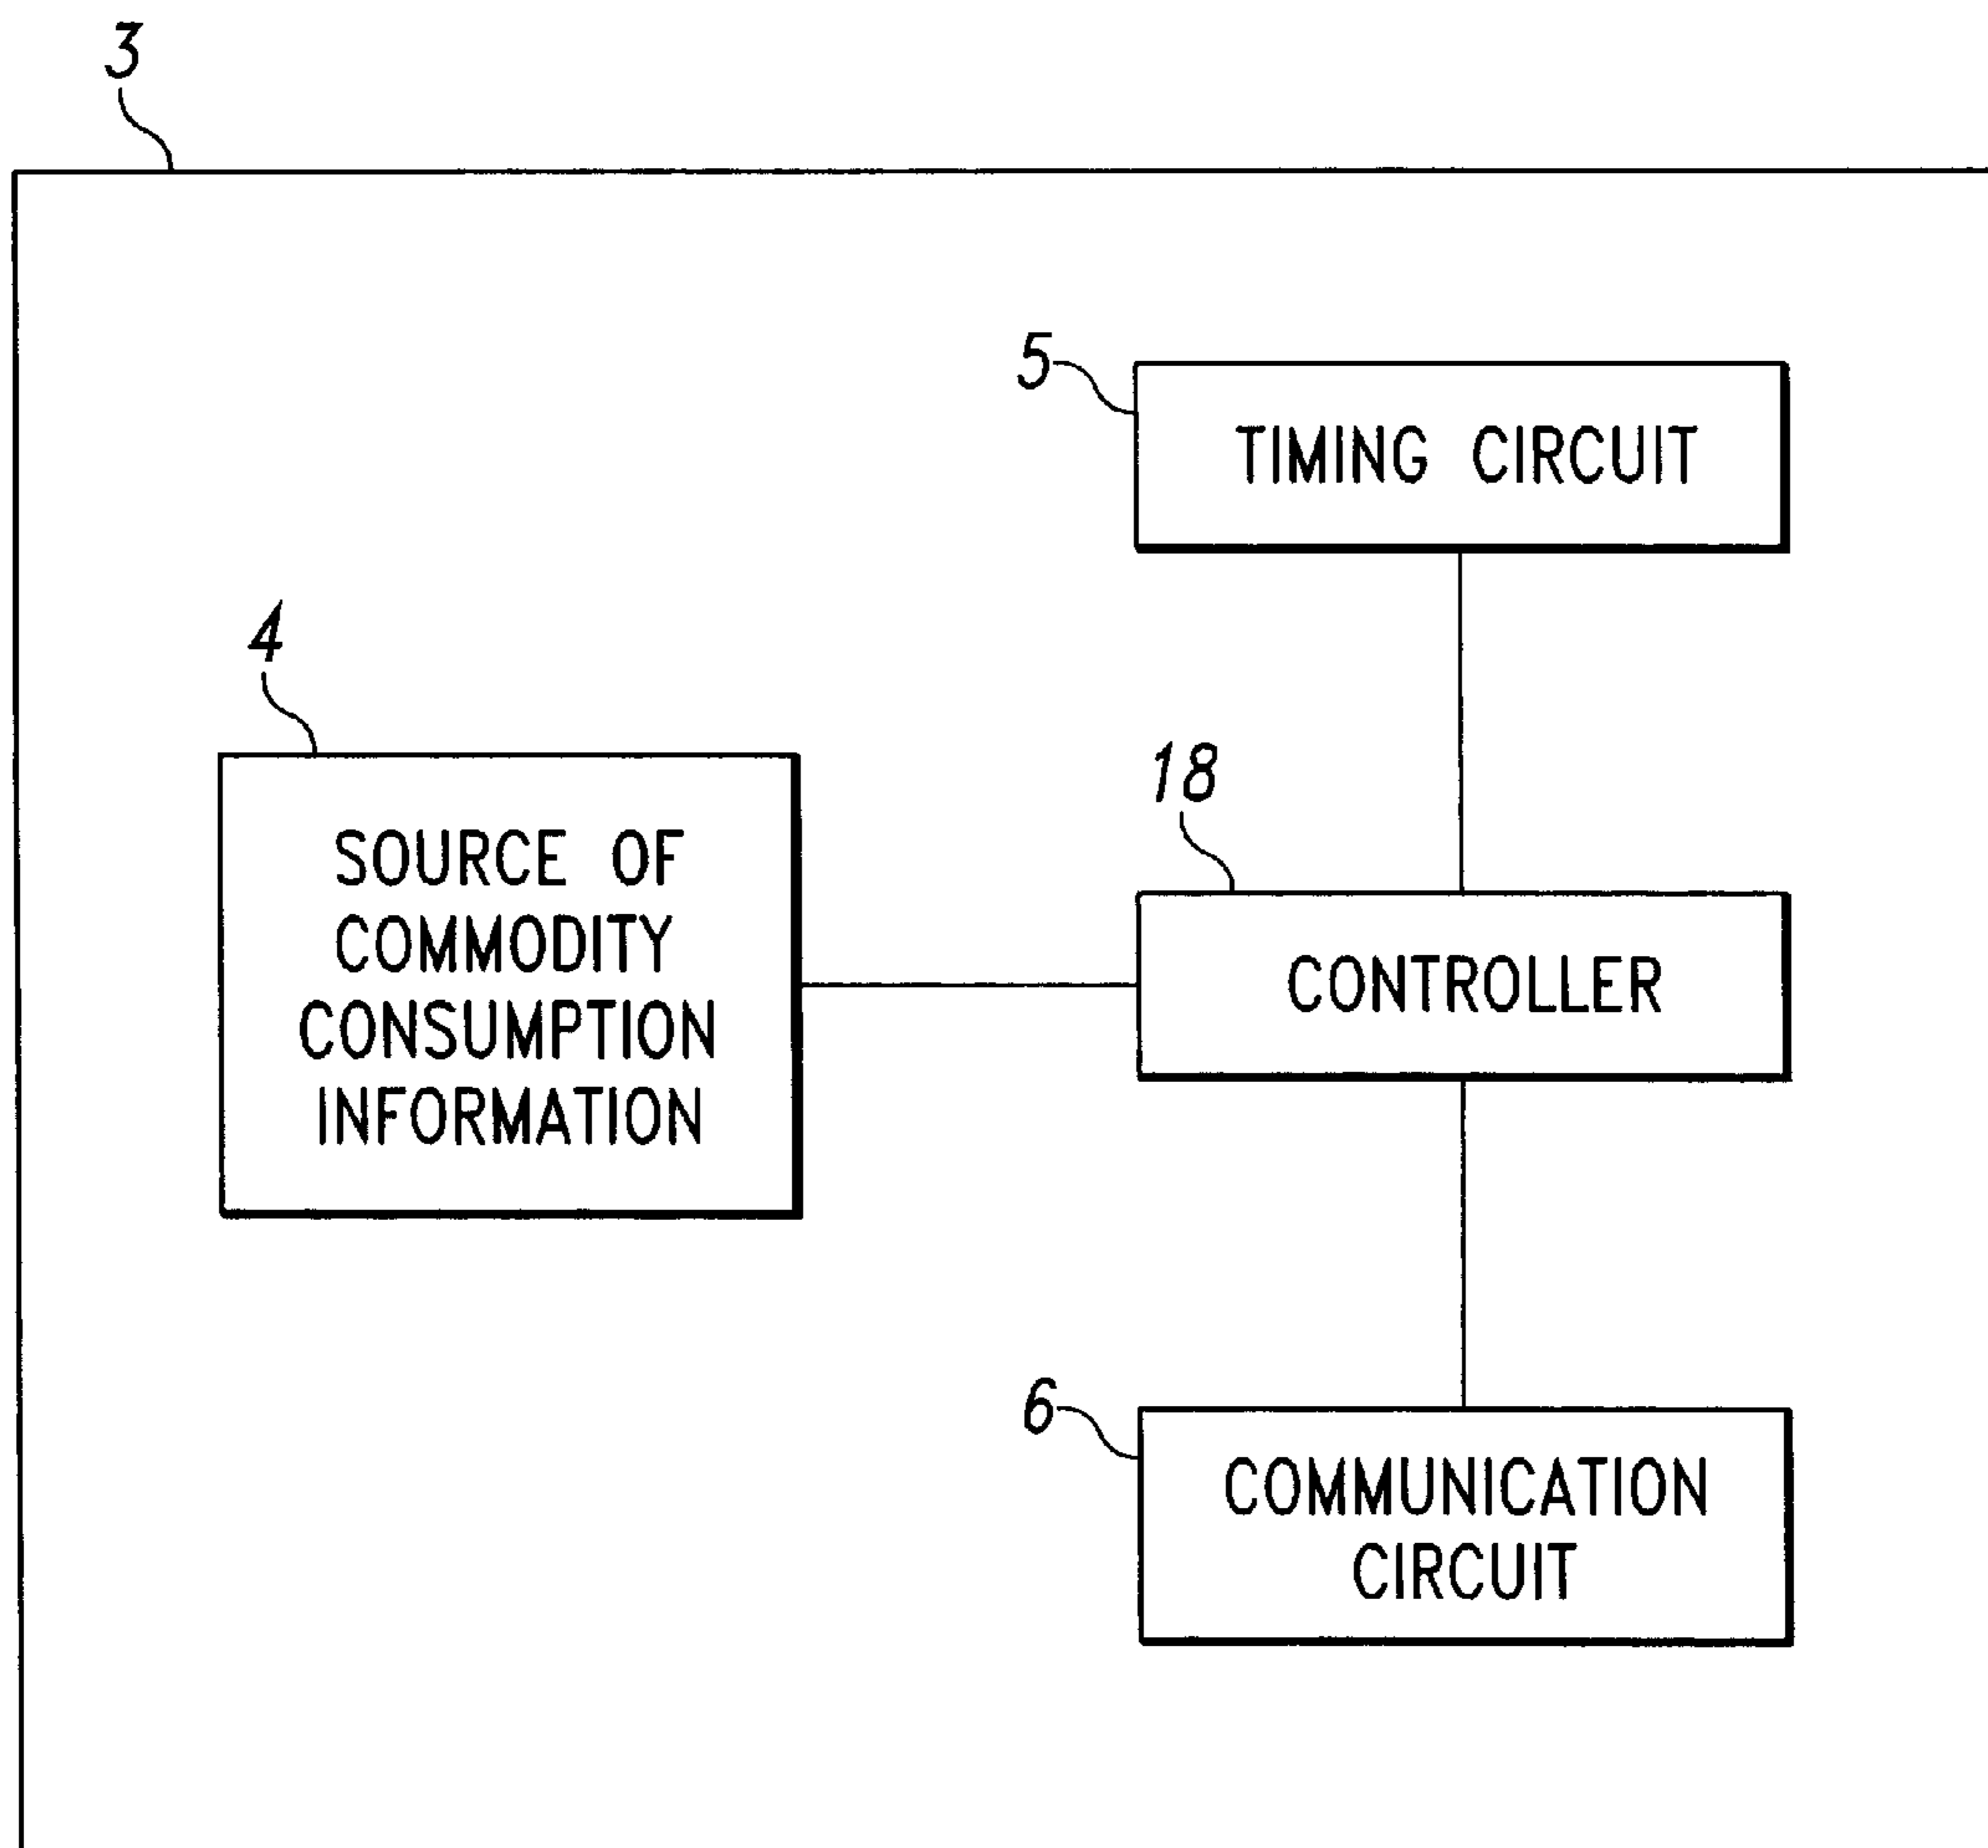 3
5
TIMING CIRCUIT
4
SOURCE OF
COMMODITY
CONSUMPTION
INFORMATION
18
CONTROLLER
6
COMMUNICATION
CIRCUIT